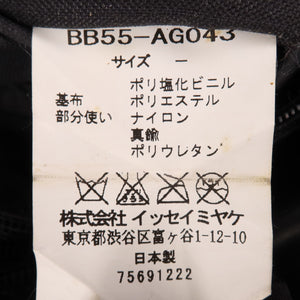 BB55-AG043
サイズ －
ポリ塩化ビニル
基布 ポリエステル
部分使い ナイロン
真鍮
ポリウレタン
株式会社 イッセイミヤケ
東京都渋谷区富ヶ谷1-12-10
日本製
75691222